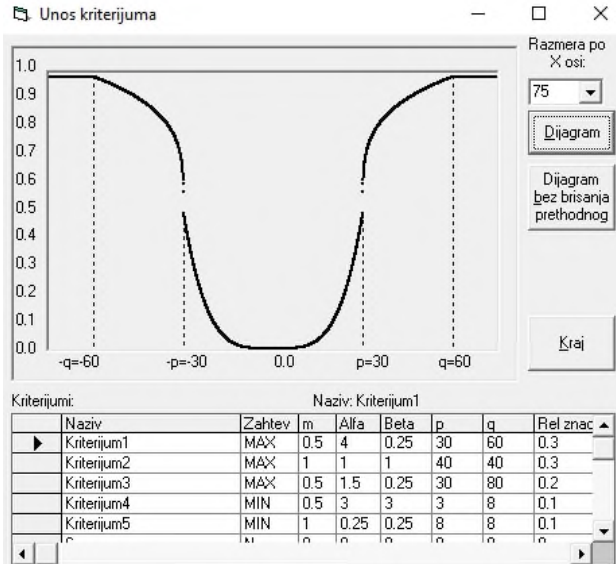 Unos kriterijuma
Razmera po
X osi:
75
Dijagram
Dijagram
bez brisanja
prethodnog
Kraj
1.0
0.9
0.8
0.7
0.6
0.5
0.4
0.3
0.2
0.1
0.0
-q=-60 -p=-30 0.0 p=30 q=60
Kriterijumi: Naziv: Kriterijum1
Naziv Zahtev m Alfa Beta p q Rel znac
Kriterijum1 MAX 0.5 4 0.25 30 60 0.3
Kriterijum2 MAX 1 1 1 40 40 0.3
Kriterijum3 MAX 0.5 1.5 0.25 30 80 0.2
Kriterijum4 MIN 0.5 3 3 3 8 0.1
Kriterijum5 MIN 1 0.25 0.25 8 8 0.1